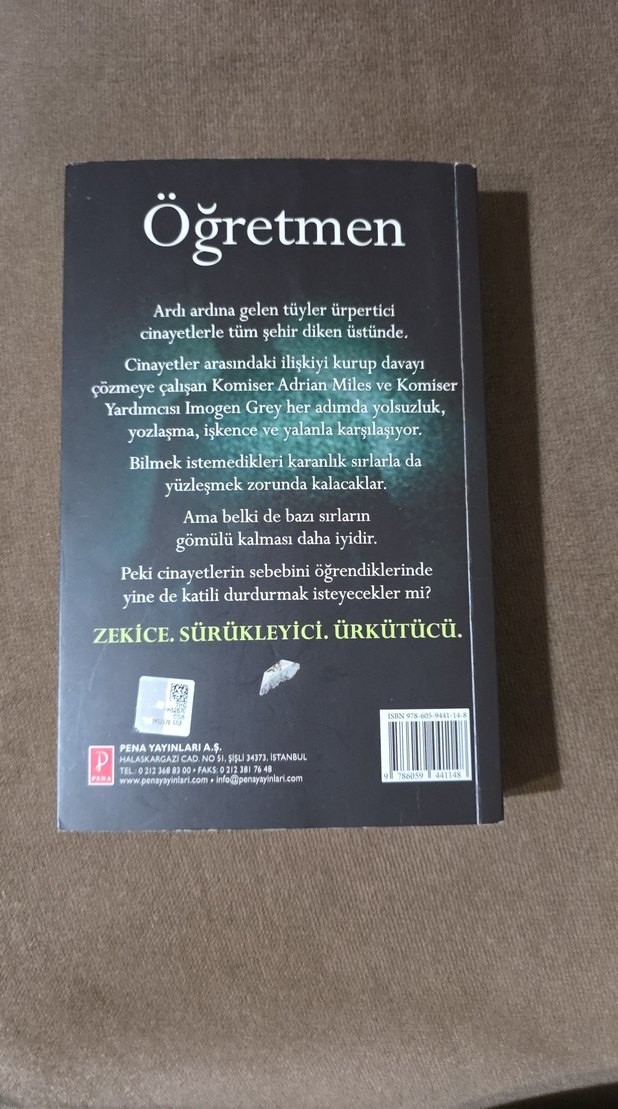 Öğretmen
Ardı ardına gelen tüyler ürpertici
cinayetlerle tüm şehir diken üstünde.
Cinayetler arasındaki ilişkiyi kurup davayı
çözmeye çalışan Komiser Adrian Miles ve Komiser
Yardımcısı Imogen Grey her adımda yolsuzluk,
yozlaşma, işkence ve yalanla karşılaşıyor.
Bilmek istemedikleri karanlık sırlarla da
yüzleşmek zorunda kalacaklar.
Ama belki de bazı sırların
gömülü kalması daha iyidir.
Peki cinayetlerin sebebini öğrendiklerinde
yine de katili durdurmak isteyecekler mi?
ZEKİCE. SÜRÜKLEYİCİ. ÜRKÜTÜCÜ.
ISBN 978-605-9441-14-8
9 786059 441148
PENA
PENA YAYINLARI A.Ş.
HALASKARGAZİ CAD. NO 51, ŞİŞLİ 34373, İSTANBUL
TEL.: 0 212 368 83 00 • FAKS: 0 212 381 76 48
www.penayayinlari.com • info@penayayinlari.com